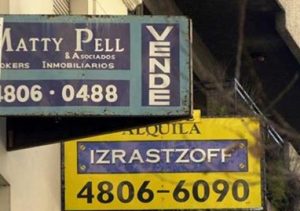 MATTY PELL
& ASOCIADOS
OKERS INMOBILIARIOS
4806 · 0488
VENDE
ALQUILA
IZRASTZOFF
4806-6090